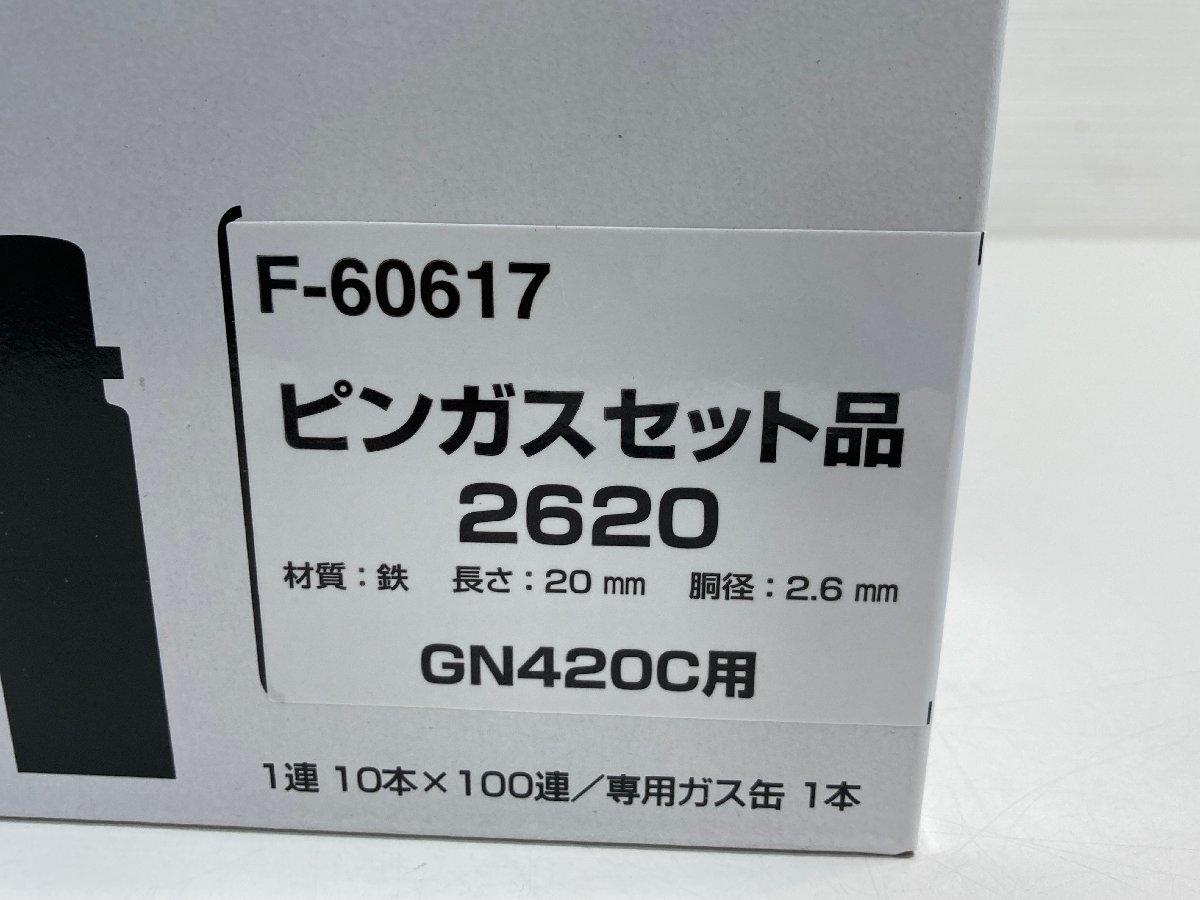 F-60617
ピンガスセット品
2620
材質：鉄 長さ：20 mm 胴径：2.6 mm
GN420C用
1連 10本×100連／専用ガス缶 1本